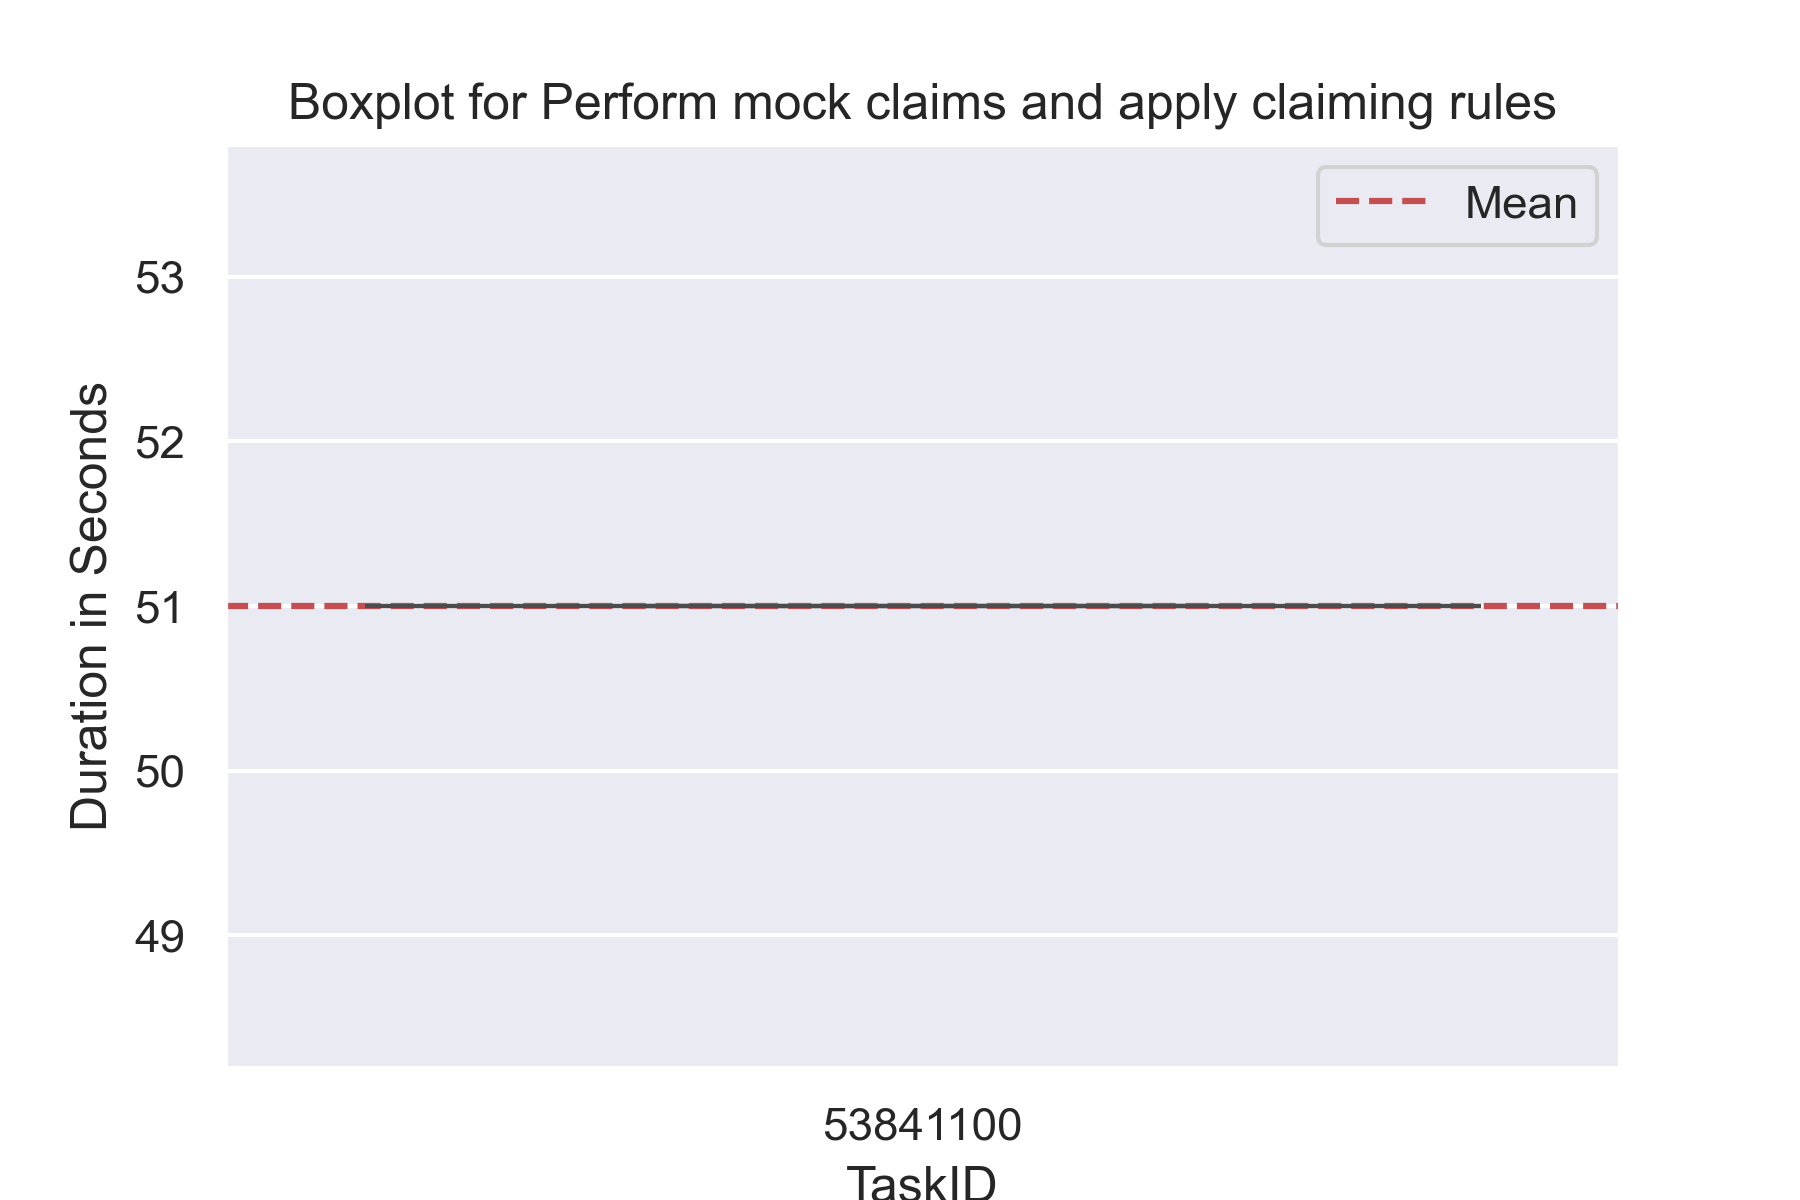 Boxplot for Perform mock claims and apply claiming rules
Mean
53
52
51
50
49
Duration in Seconds
53841100
TaskID